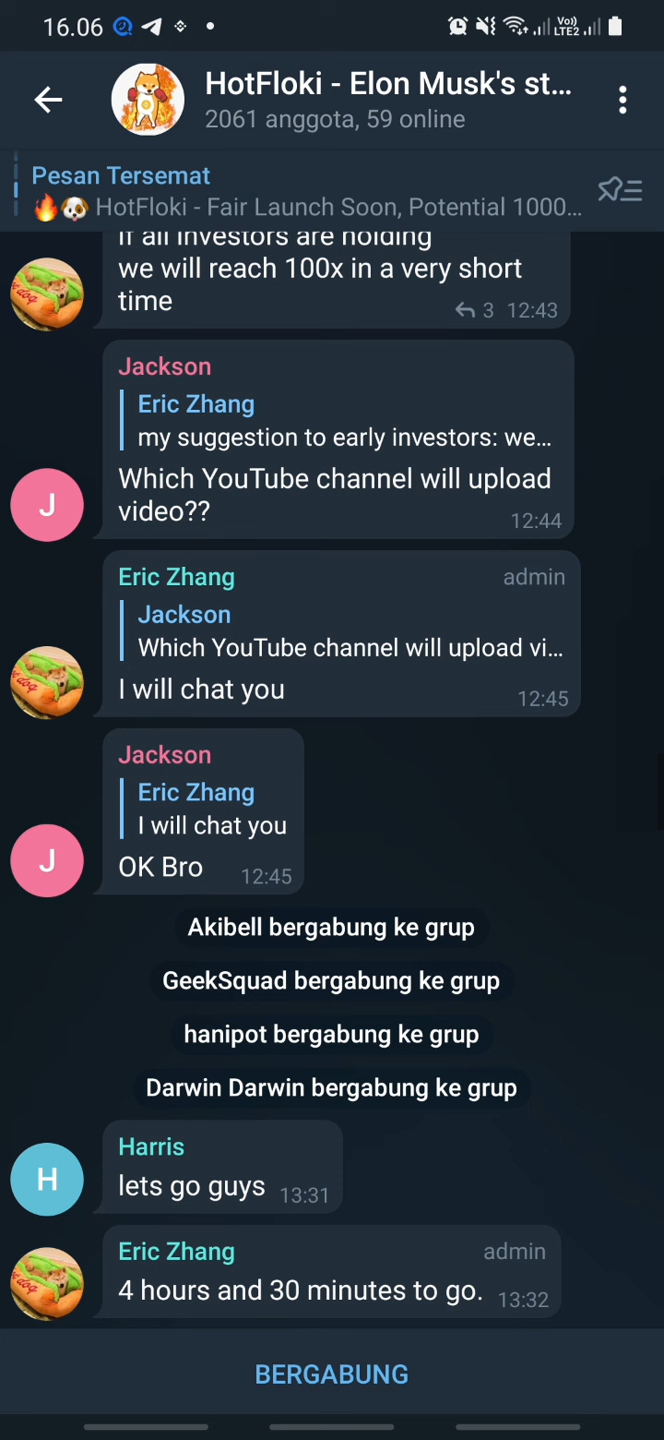 16.06
Vo))
LTE2
HotFloki - Elon Musk's st...
2061 anggota, 59 online
Pesan Tersemat
🔥🐶 HotFloki - Fair Launch Soon, Potential 1000...
If all investors are holding
we will reach 100x in a very short
time
3 12:43
Jackson
Eric Zhang
my suggestion to early investors: we...
Which YouTube channel will upload
video??
12:44
J
Eric Zhang admin
Jackson
Which YouTube channel will upload vi...
I will chat you
12:45
Jackson
Eric Zhang
I will chat you
OK Bro 12:45
J
Akibell bergabung ke grup
GeekSquad bergabung ke grup
hanipot bergabung ke grup
Darwin Darwin bergabung ke grup
Harris
H
lets go guys 13:31
Eric Zhang admin
4 hours and 30 minutes to go. 13:32
BERGABUNG